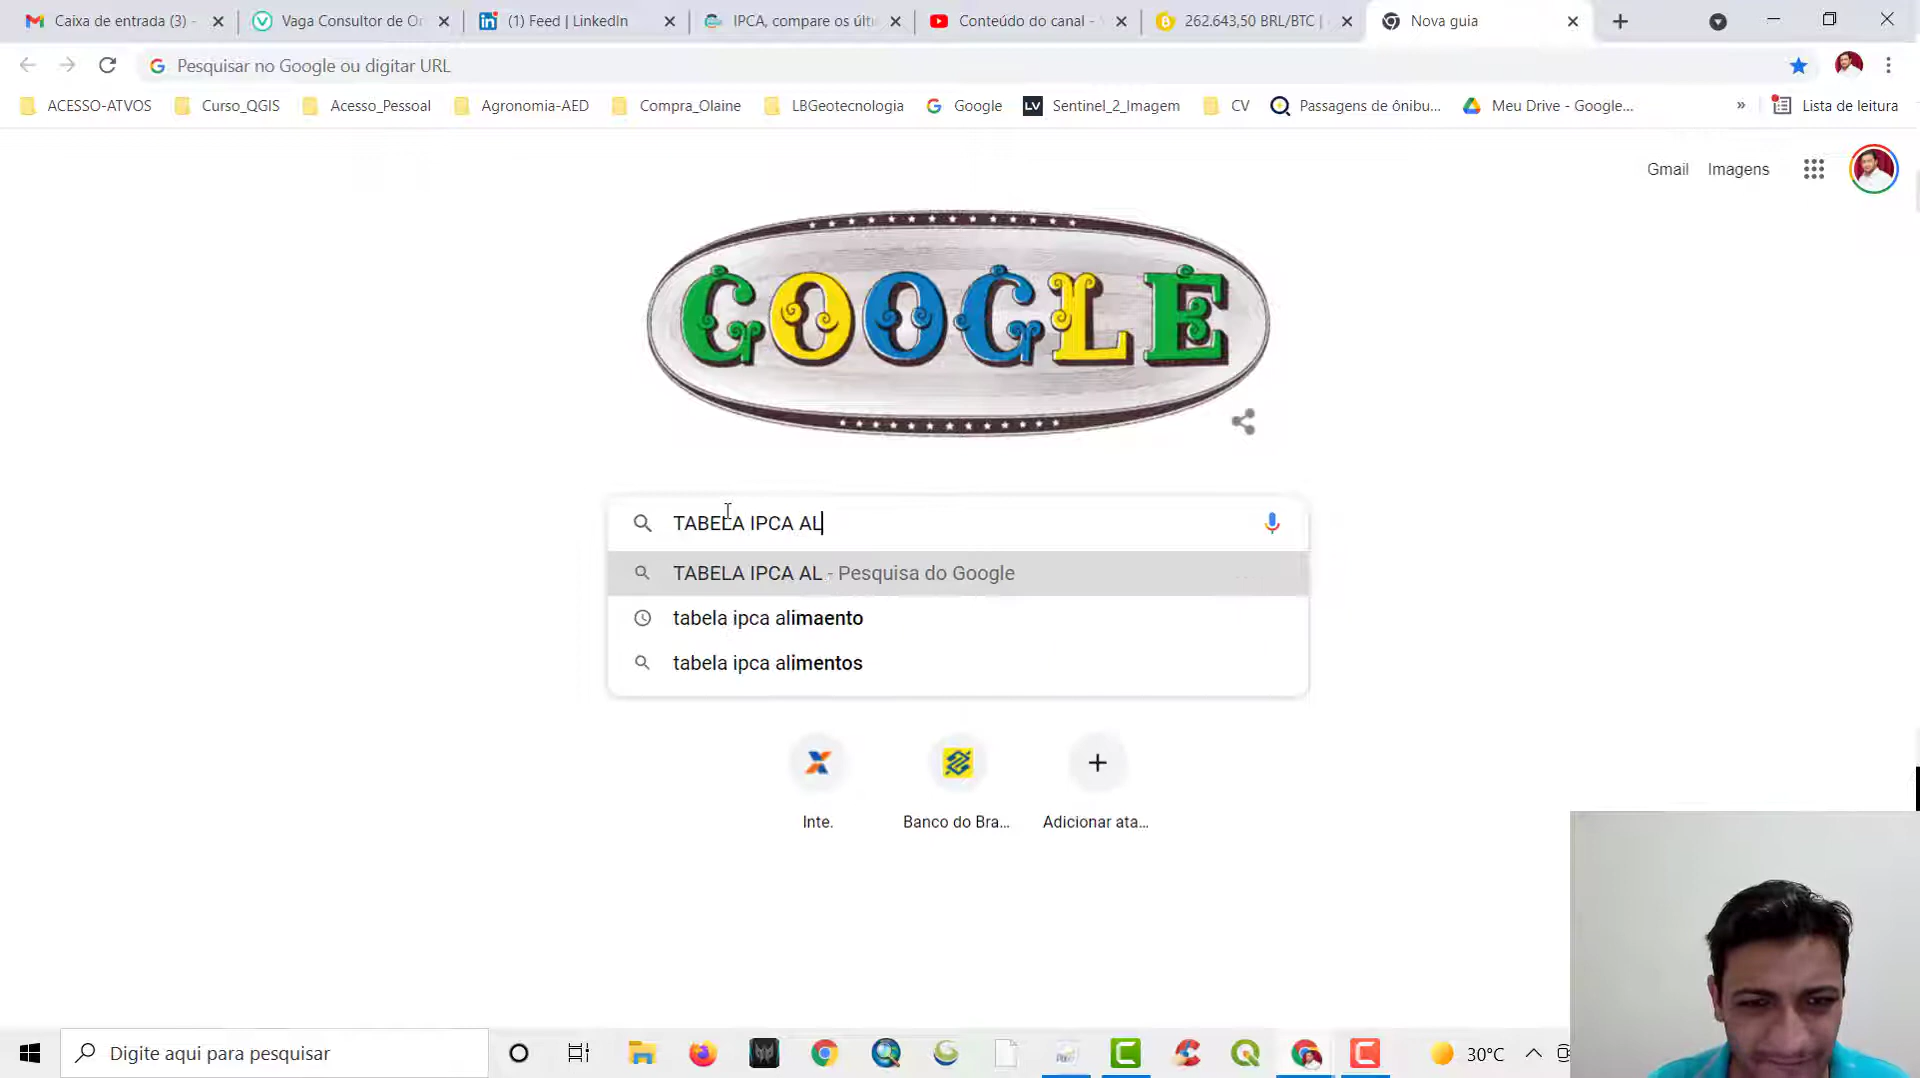 Caixa de entrada (3) -
Vaga Consultor de Or
(1) Feed | LinkedIn
IPCA, compare os últi
Conteúdo do canal -
262.643,50 BRL/BTC |
Nova guia
Pesquisar no Google ou digitar URL
ACESSO-ATVOS
Curso_QGIS
Acesso_Pessoal
Agronomia-AED
Compra_Olaine
LBGeotecnologia
Google
LV
Sentinel_2_Imagem
CV
Passagens de ônibu...
Meu Drive - Google...
»
Lista de leitura
Gmail
Imagens
GOOGLE
TABELA IPCA AL
TABELA IPCA AL - Pesquisa do Google
tabela ipca alimaento
tabela ipca alimentos
Inte.
Banco do Bra...
Adicionar ata...
Digite aqui para pesquisar
30°C